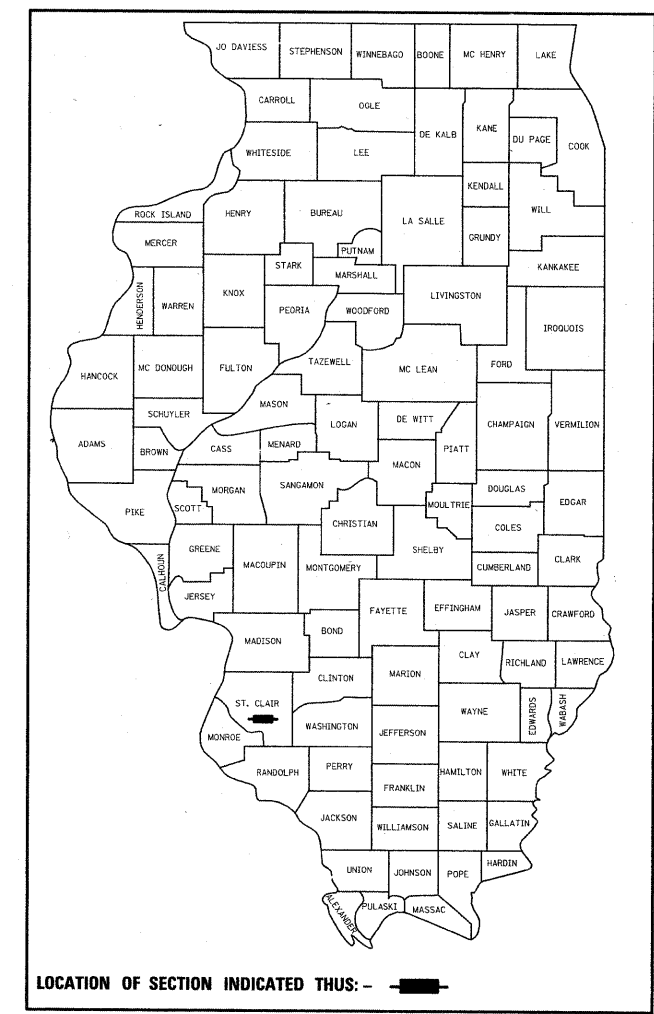 JO DAVIESS STEPHENSON WINNEBAGO BOONE MC HENRY LAKE
CARROLL OGLE
DE KALB KANE DU PAGE COOK
WHITESIDE LEE
KENDALL
ROCK ISLAND HENRY BUREAU LA SALLE WILL
MERCER PUTNAM GRUNDY
STARK MARSHALL KANKAKEE
HENDERSON WARREN KNOX PEORIA WOODFORD LIVINGSTON
IROQUOIS
HANCOCK MC DONOUGH FULTON TAZEWELL MC LEAN FORD
MASON
SCHUYLER LOGAN DE WITT CHAMPAIGN VERMILION
ADAMS BROWN CASS MENARD PIATT
MACON
PIKE SCOTT MORGAN SANGAMON MOULTRIE DOUGLAS EDGAR
CHRISTIAN COLES
CALHOUN GREENE MACOUPIN MONTGOMERY SHELBY CUMBERLAND CLARK
JERSEY
FAYETTE EFFINGHAM JASPER CRAWFORD
MADISON BOND
CLAY RICHLAND LAWRENCE
CLINTON MARION
ST. CLAIR WAYNE EDWARDS WABASH
MONROE WASHINGTON JEFFERSON
RANDOLPH PERRY HAMILTON WHITE
FRANKLIN
JACKSON WILLIAMSON SALINE GALLATIN
UNION JOHNSON POPE HARDIN
ALEXANDER PULASKI MASSAC
LOCATION OF SECTION INDICATED THUS: -